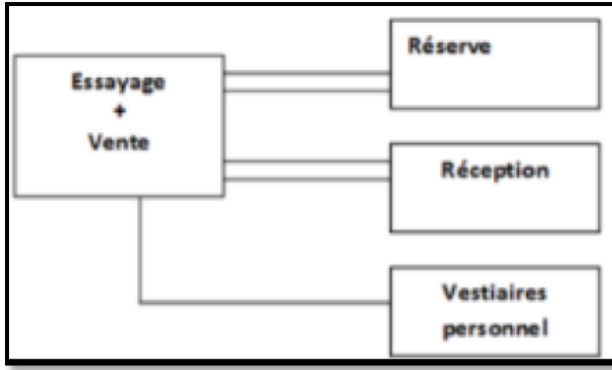 Essayage
+
Vente
Réserve
Réception
Vestiaires
personnel